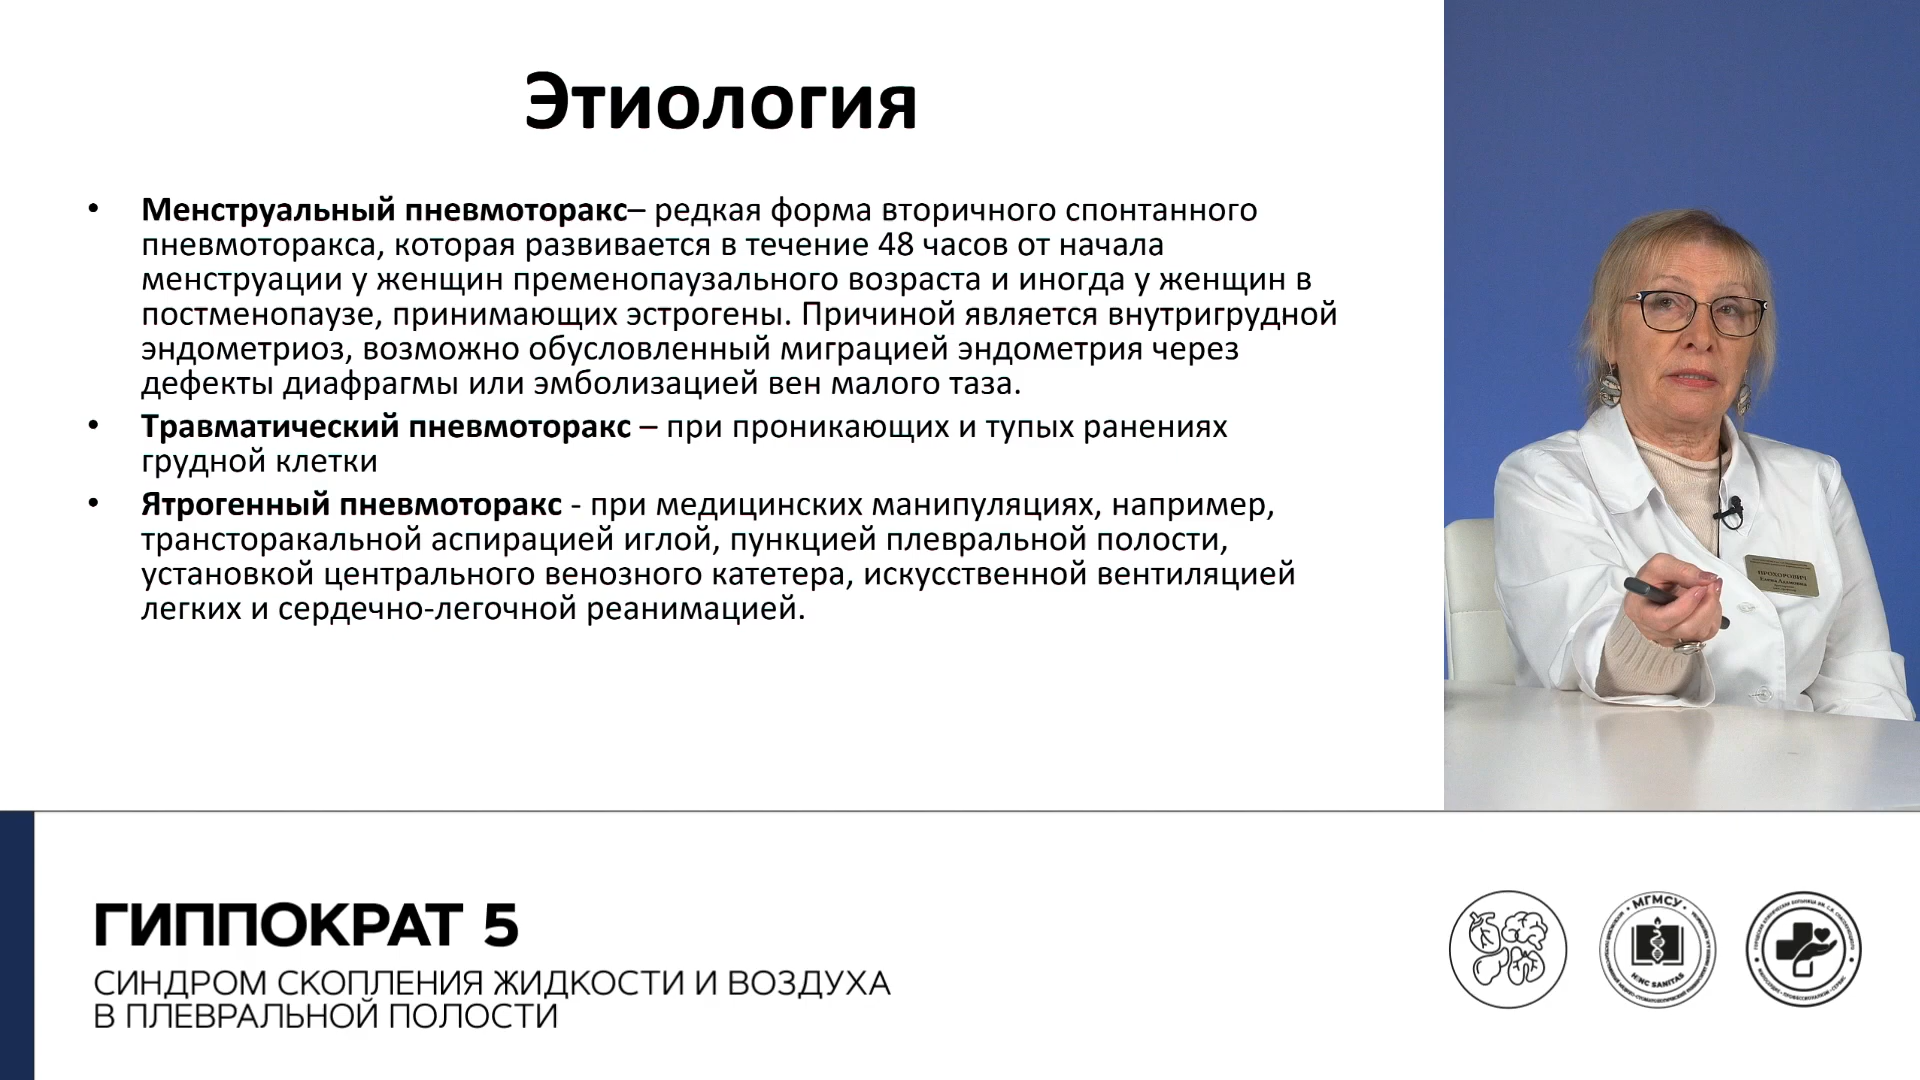 Этиология
• Менструальный пневмоторакс– редкая форма вторичного спонтанного
пневмоторакса, которая развивается в течение 48 часов от начала
менструации у женщин пременопаузального возраста и иногда у женщин в
постменопаузе, принимающих эстрогены. Причиной является внутригрудной
эндометриоз, возможно обусловленный миграцией эндометрия через
дефекты диафрагмы или эмболизацией вен малого таза.
• Травматический пневмоторакс – при проникающих и тупых ранениях
грудной клетки
• Ятрогенный пневмоторакс - при медицинских манипуляциях, например,
трансторакальной аспирацией иглой, пункцией плевральной полости,
установкой центрального венозного катетера, искусственной вентиляцией
легких и сердечно-легочной реанимацией.
ПРОХОРОВИЧ
ГИППОКРАТ 5
СИНДРОМ СКОПЛЕНИЯ ЖИДКОСТИ И ВОЗДУХА
В ПЛЕВРАЛЬНОЙ ПОЛОСТИ
МГМСУ